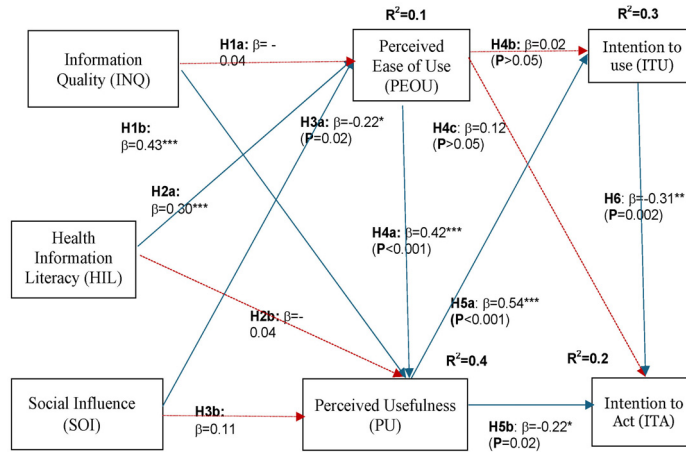 R²=0.1
R²=0.3
Information
Quality (INQ)
H1a: β= -
0.04
Perceived
Ease of Use
(PEOU)
H4b: β=0.02
(P>0.05)
Intention to
use (ITU)
H1b:
β=0.43***
H3a: β=-0.22*
(P=0.02)
H4c: β=0.12
(P>0.05)
H2a:
β=0.30***
H6: β=-0.31**
(P=0.002)
Health
Information
Literacy (HIL)
H4a: β=0.42***
(P<0.001)
H2b: β=-
0.04
H5a: β=0.54***
(P<0.001)
R²=0.4
R²=0.2
Social Influence
(SOI)
H3b:
β=0.11
Perceived Usefulness
(PU)
H5b: β=-0.22*
(P=0.02)
Intention to
Act (ITA)